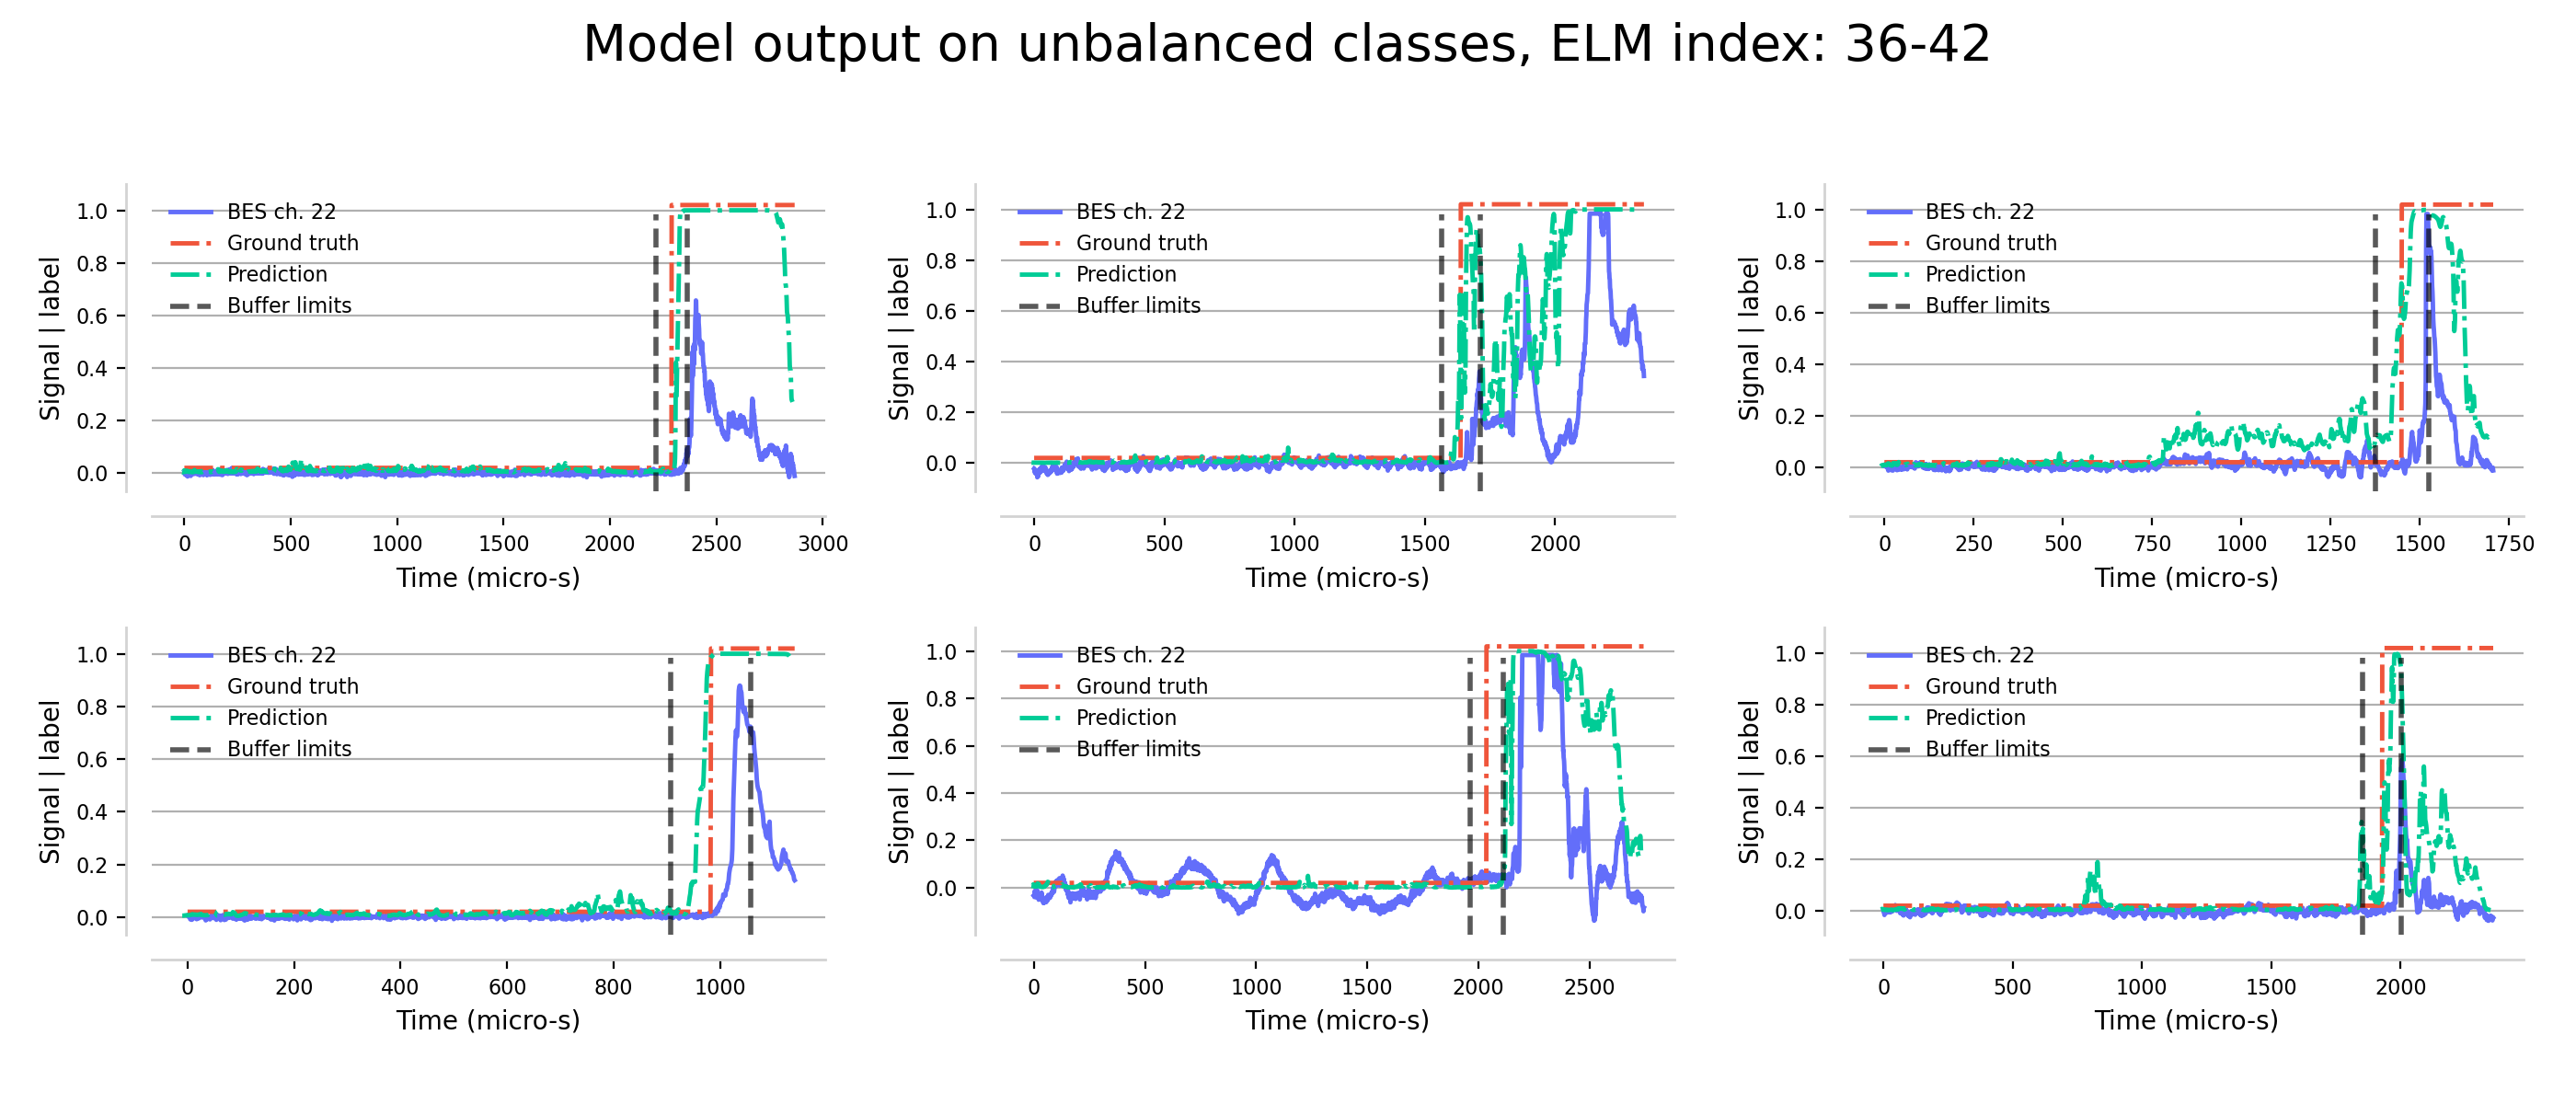 Model output on unbalanced classes, ELM index: 36-42
Signal | label
1.0
0.8
0.6
0.4
0.2
0.0
BES ch. 22
Ground truth
Prediction
Buffer limits
0 500 1000 1500 2000 2500 3000
Time (micro-s)
Signal | label
1.0
0.8
0.6
0.4
0.2
0.0
BES ch. 22
Ground truth
Prediction
Buffer limits
0 500 1000 1500 2000
Time (micro-s)
Signal | label
1.0
0.8
0.6
0.4
0.2
0.0
BES ch. 22
Ground truth
Prediction
Buffer limits
0 250 500 750 1000 1250 1500 1750
Time (micro-s)
Signal | label
1.0
0.8
0.6
0.4
0.2
0.0
BES ch. 22
Ground truth
Prediction
Buffer limits
0 200 400 600 800 1000
Time (micro-s)
Signal | label
1.0
0.8
0.6
0.4
0.2
0.0
BES ch. 22
Ground truth
Prediction
Buffer limits
0 500 1000 1500 2000 2500
Time (micro-s)
Signal | label
1.0
0.8
0.6
0.4
0.2
0.0
BES ch. 22
Ground truth
Prediction
Buffer limits
0 500 1000 1500 2000
Time (micro-s)